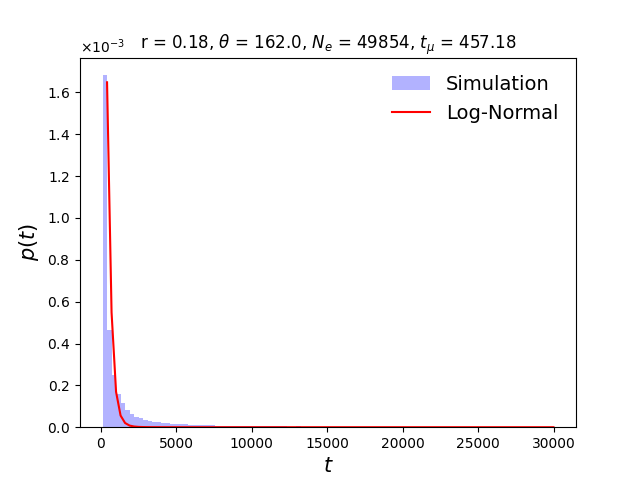 ×10⁻³ r = 0.18, θ = 162.0, Nₑ = 49854, t_μ = 457.18
Simulation
Log-Normal
1.6
1.4
1.2
1.0
0.8
0.6
0.4
0.2
0.0
p(t)
0 5000 10000 15000 20000 25000 30000
t